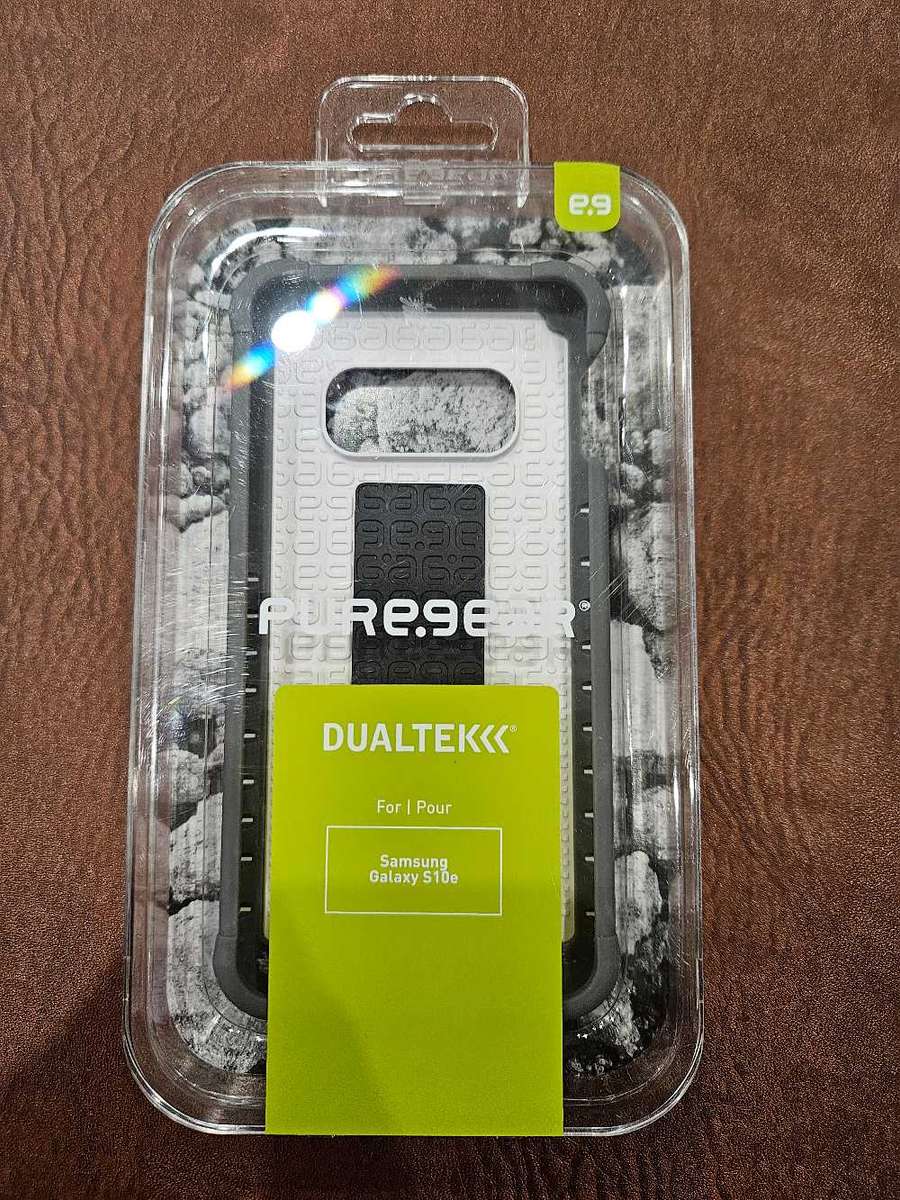 e.g
PUREGEAR®
DUALTEK®
For | Pour
Samsung
Galaxy S10e